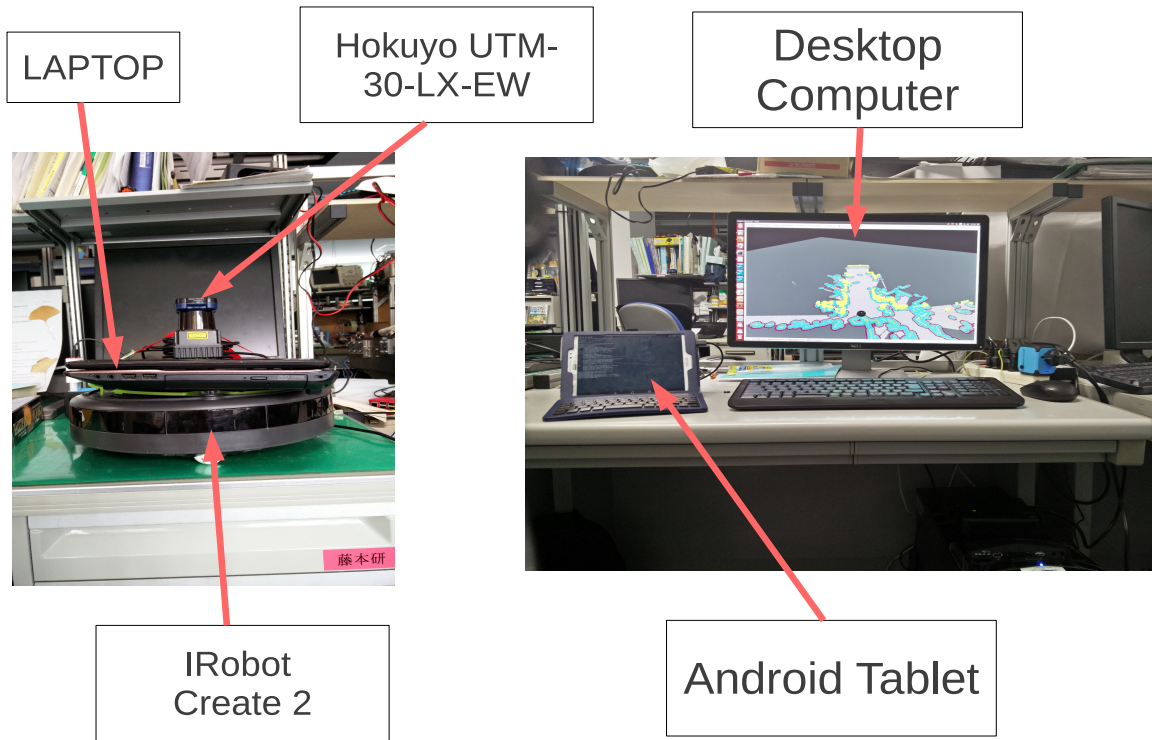 LAPTOP
Hokuyo UTM-
30-LX-EW
Desktop
Computer
藤本研
IRobot
Create 2
Android Tablet